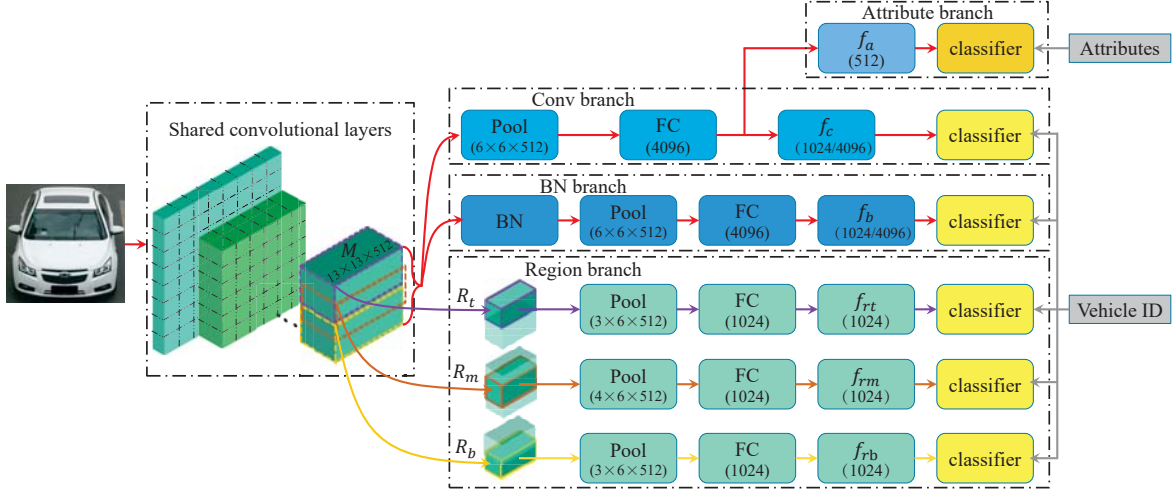 Attribute branch
f_a
(512)
classifier
Attributes
Conv branch
Shared convolutional layers
Pool
(6×6×512)
FC
(4096)
f_c
(1024/4096)
classifier
BN branch
BN
Pool
(6×6×512)
FC
(4096)
f_b
(1024/4096)
classifier
M
13×13×512
Region branch
R_t
Pool
(3×6×512)
FC
(1024)
f_rt
(1024)
classifier
Vehicle ID
R_m
Pool
(4×6×512)
FC
(1024)
f_rm
(1024)
classifier
R_b
Pool
(3×6×512)
FC
(1024)
f_rb
(1024)
classifier